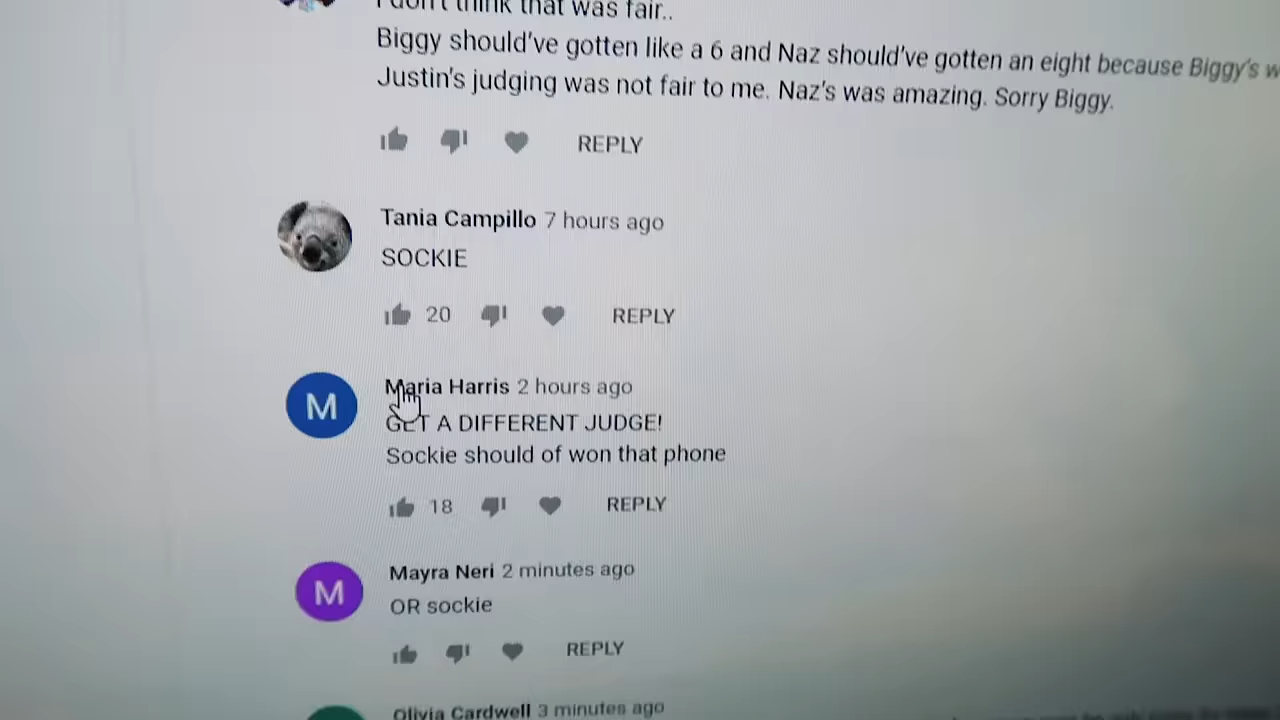 I don't think that was fair..
Biggy should've gotten like a 6 and Naz should've gotten an eight because Biggy's
Justin's judging was not fair to me. Naz's was amazing. Sorry Biggy.
REPLY
Tania Campillo 7 hours ago
SOCKIE
20 REPLY
M
Maria Harris 2 hours ago
GET A DIFFERENT JUDGE!
Sockie should of won that phone
18 REPLY
M
Mayra Neri 2 minutes ago
OR sockie
REPLY
Olivia Cardwell 3 minutes ago